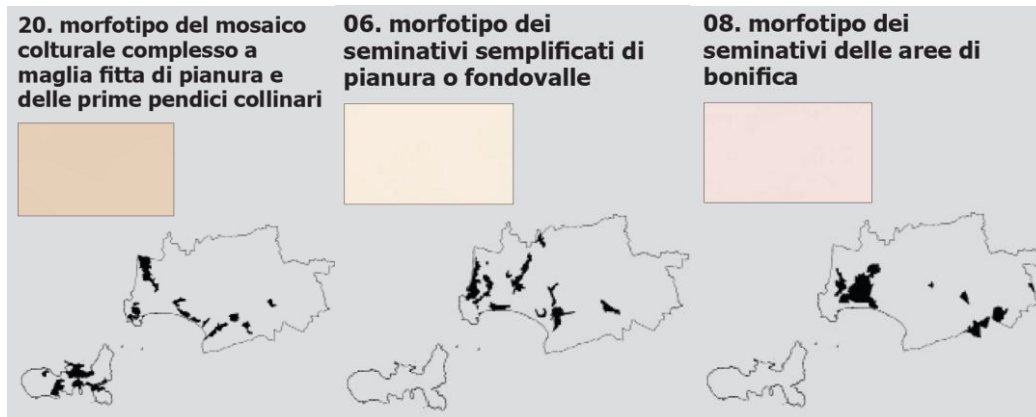 20. morfotipo del mosaico
colturale complesso a
maglia fitta di pianura e
delle prime pendici collinari
06. morfotipo dei
seminativi semplificati di
pianura o fondovalle
08. morfotipo dei
seminativi delle aree di
bonifica